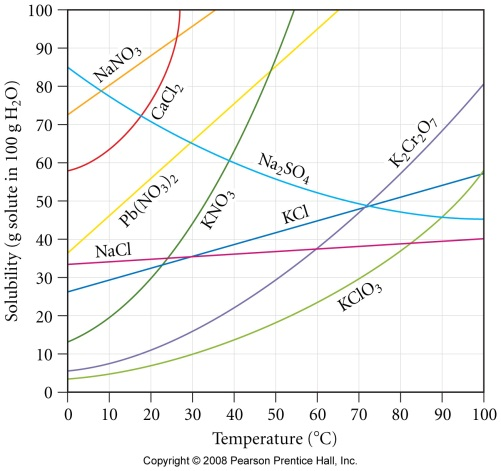 100
90
80
70
60
50
40
30
20
10
0
Solubility (g solute in 100 g H₂O)
NaNO₃
CaCl₂
Pb(NO₃)₂
KNO₃
Na₂SO₄
K₂Cr₂O₇
KCl
NaCl
KClO₃
0 10 20 30 40 50 60 70 80 90 100
Temperature (°C)
Copyright © 2008 Pearson Prentice Hall, Inc.